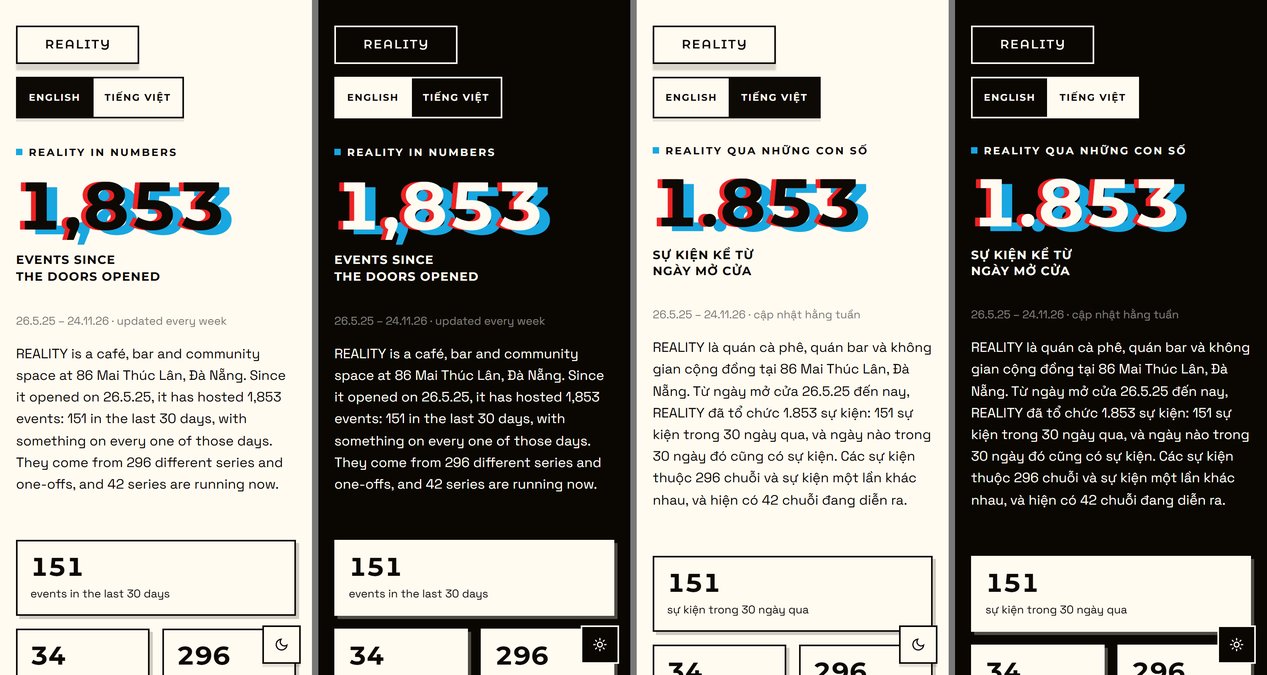 REALITY
ENGLISH TIẾNG VIỆT
REALITY IN NUMBERS
1,853
EVENTS SINCE
THE DOORS OPENED
26.5.25 – 24.11.26 · updated every week
REALITY is a café, bar and community
space at 86 Mai Thúc Lân, Đà Nẵng. Since
it opened on 26.5.25, it has hosted 1,853
events: 151 in the last 30 days, with
something on every one of those days.
They come from 296 different series and
one-offs, and 42 series are running now.
151
events in the last 30 days
34 296
REALITY
ENGLISH TIẾNG VIỆT
REALITY IN NUMBERS
1,853
EVENTS SINCE
THE DOORS OPENED
26.5.25 – 24.11.26 · updated every week
REALITY is a café, bar and community
space at 86 Mai Thúc Lân, Đà Nẵng. Since
it opened on 26.5.25, it has hosted 1,853
events: 151 in the last 30 days, with
something on every one of those days.
They come from 296 different series and
one-offs, and 42 series are running now.
151
events in the last 30 days
34 296
REALITY
ENGLISH TIẾNG VIỆT
REALITY QUA NHỮNG CON SỐ
1.853
SỰ KIỆN KỂ TỪ
NGÀY MỞ CỬA
26.5.25 – 24.11.26 · cập nhật hằng tuần
REALITY là quán cà phê, quán bar và không
gian cộng đồng tại 86 Mai Thúc Lân, Đà
Nẵng. Từ ngày mở cửa 26.5.25 đến nay,
REALITY đã tổ chức 1.853 sự kiện: 151 sự
kiện trong 30 ngày qua, và ngày nào trong
30 ngày đó cũng có sự kiện. Các sự kiện
thuộc 296 chuỗi và sự kiện một lần khác
nhau, và hiện có 42 chuỗi đang diễn ra.
151
sự kiện trong 30 ngày qua
34 296
REALITY
ENGLISH TIẾNG VIỆT
REALITY QUA NHỮNG CON SỐ
1.853
SỰ KIỆN KỂ TỪ
NGÀY MỞ CỬA
26.5.25 – 24.11.26 · cập nhật hằng tuần
REALITY là quán cà phê, quán bar và không
gian cộng đồng tại 86 Mai Thúc Lân, Đà
Nẵng. Từ ngày mở cửa 26.5.25 đến nay,
REALITY đã tổ chức 1.853 sự kiện: 151 sự
kiện trong 30 ngày qua, và ngày nào trong
30 ngày đó cũng có sự kiện. Các sự kiện
thuộc 296 chuỗi và sự kiện một lần khác
nhau, và hiện có 42 chuỗi đang diễn ra.
151
sự kiện trong 30 ngày qua
34 296